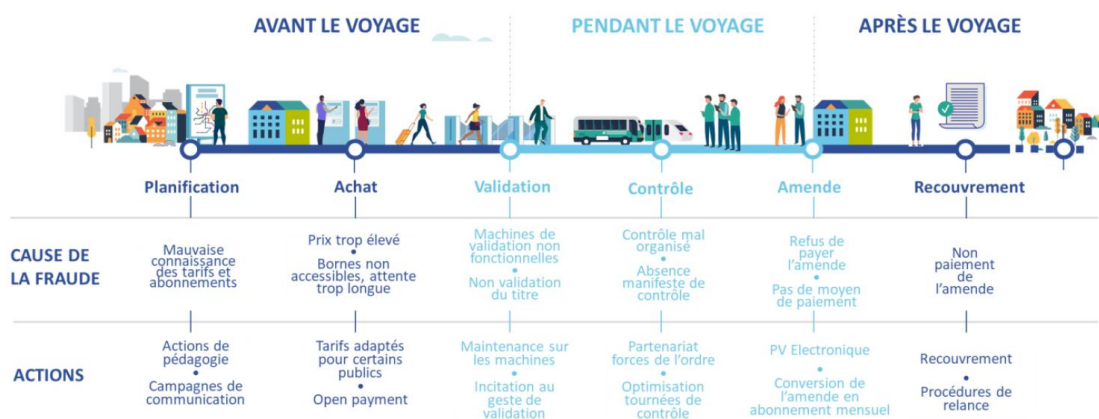 AVANT LE VOYAGE
PENDANT LE VOYAGE
APRÈS LE VOYAGE
Planification
Achat
Validation
Contrôle
Amende
Recouvrement
CAUSE DE
LA FRAUDE
Mauvaise
connaissance
des tarifs et
abonnements
Prix trop élevé
•
Bornes non
accessibles, attente
trop longue
Machines de
validation non
fonctionnelles
•
Non validation
du titre
Contrôle mal
organisé
•
Absence
manifeste de
contrôle
Refus de
payer
l'amende
•
Pas de moyen
de paiement
Non
paiement
de
l'amende
ACTIONS
Actions de
pédagogie
•
Campagnes de
communication
Tarifs adaptés
pour certains
publics
•
Open payment
Maintenance sur
les machines
•
Incitation au
geste de
validation
Partenariat
forces de l'ordre
•
Optimisation
tournées de
contrôle
PV Electronique
•
Conversion de
l'amende en
abonnement mensuel
Recouvrement
•
Procédures de
relance